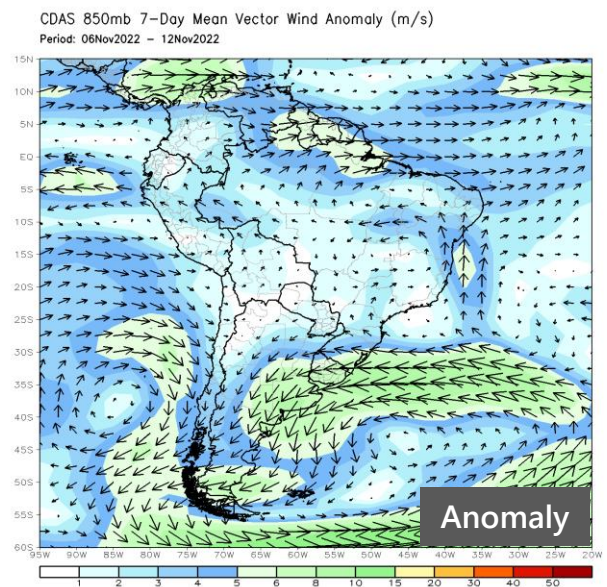 CDAS 850mb 7-Day Mean Vector Wind Anomaly (m/s)
Period: 06Nov2022 - 12Nov2022
15N
10N
5N
EQ
5S
10S
15S
20S
25S
30S
35S
40S
45S
50S
55S
60S
95W 90W 85W 80W 75W 70W 65W 60W 55W 50W 45W 40W 35W 30W 25W 20W
Anomaly
1 2 3 4 5 6 8 10 15 20 30 40 50